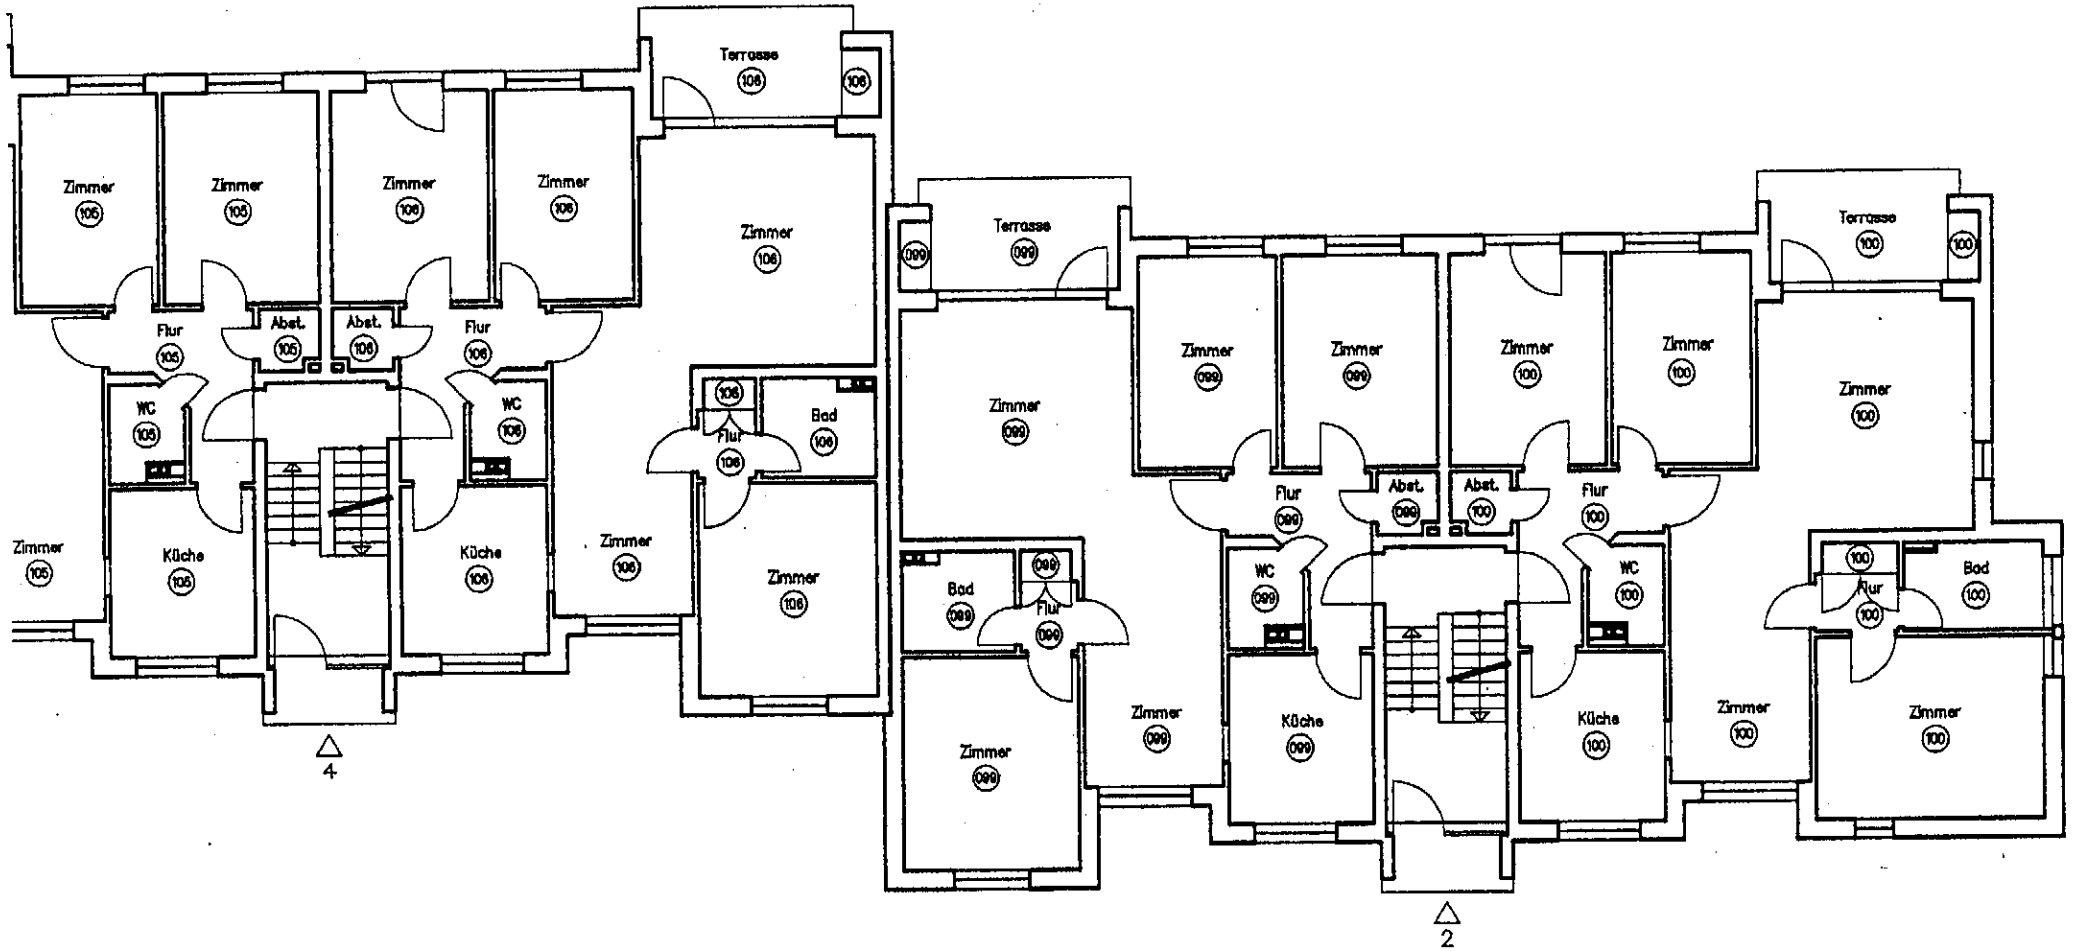 Terrasse
106
106
Zimmer
105
Zimmer
105
Zimmer
106
Zimmer
106
Zimmer
106
Flur
105
Abst.
105
Abst.
106
Flur
106
WC
105
WC
106
106
Flur
106
Bad
106
Zimmer
105
Küche
105
Küche
106
Zimmer
106
Zimmer
106
4
099
Terrasse
099
Terrasse
100
100
Zimmer
099
Zimmer
099
Zimmer
099
Zimmer
100
Zimmer
100
Zimmer
100
Flur
099
Abst.
099
Abst.
100
Flur
100
Bad
099
099
Flur
099
WC
099
WC
100
100
Flur
100
Bad
100
Zimmer
099
Zimmer
099
Küche
099
Küche
100
Zimmer
100
Zimmer
100
2